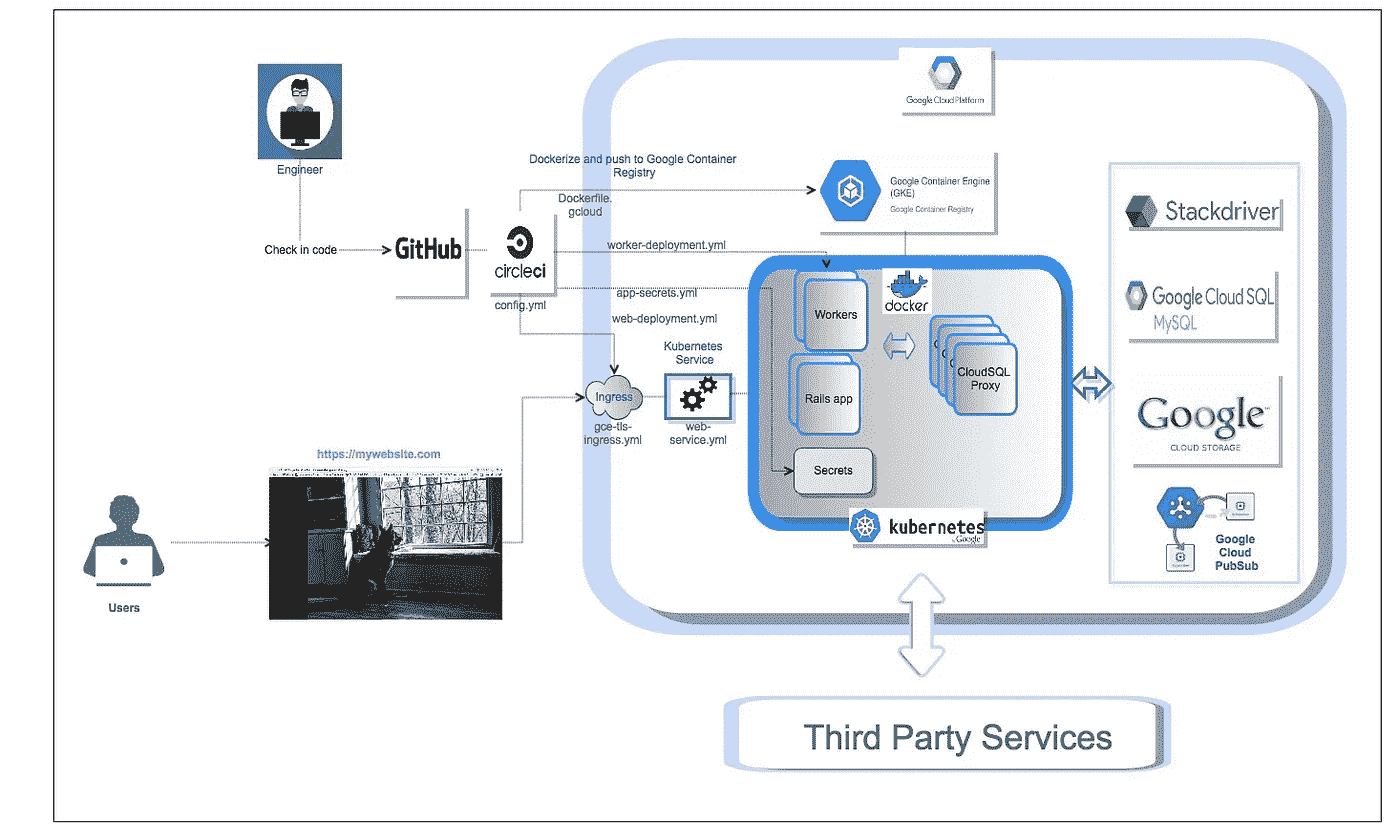 Google Cloud Platform
Engineer
Dockerize and push to Google Container
Registry
Dockerfile.
gcloud
Google Container Engine
(GKE)
Google Container Registry
Check in code
GitHub
circleci
config.yml
worker-deployment.yml
app-secrets.yml
web-deployment.yml
Kubernetes
Service
Ingress
gce-tls-
ingress.yml
web-
service.yml
docker
Workers
Rails app
Secrets
CloudSQL
Proxy
kubernetes
by Google
Stackdriver
Google Cloud SQL
MySQL
Google
CLOUD STORAGE
Google
Cloud
PubSub
https://mywebsite.com
Users
Third Party Services